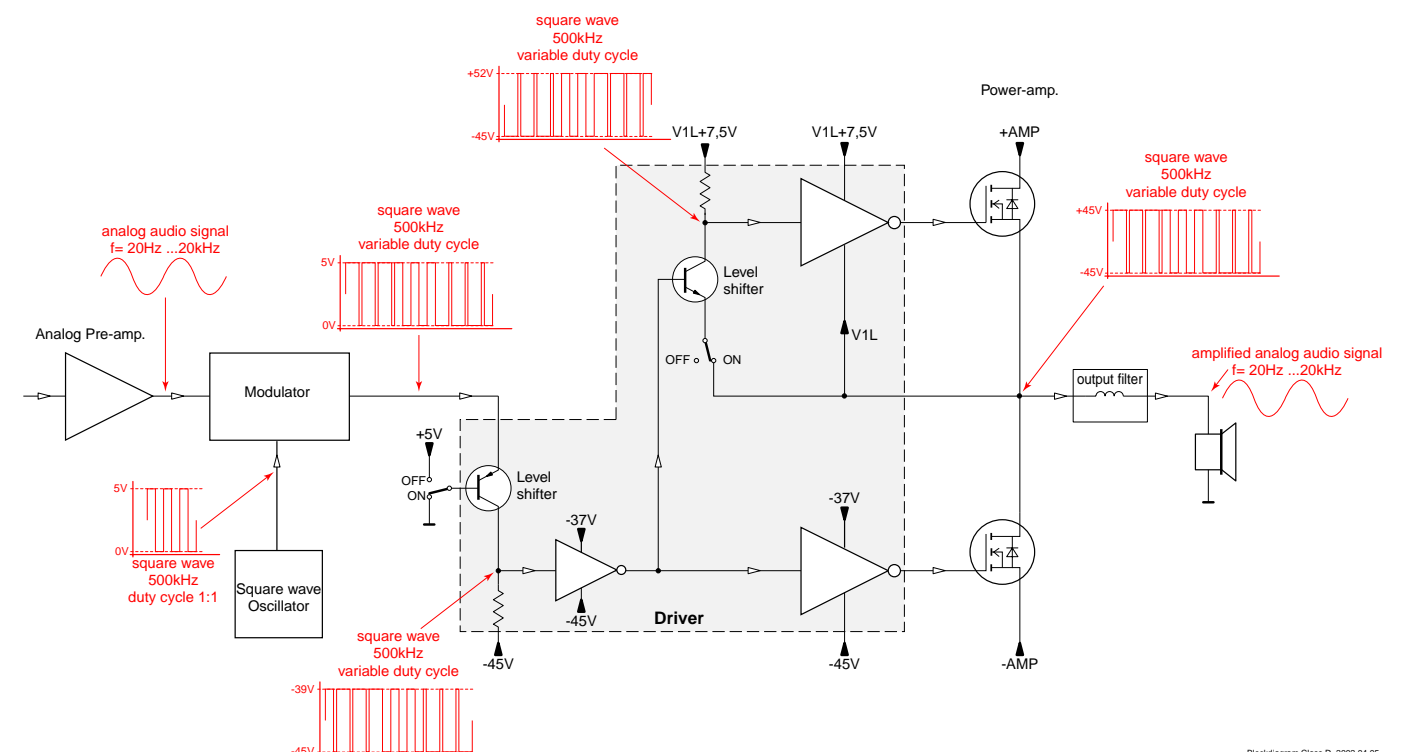 square wave
500kHz
variable duty cycle
+52V
-45V
Power-amp.
V1L+7,5V
V1L+7,5V
+AMP
square wave
500kHz
variable duty cycle
+45V
-45V
square wave
500kHz
variable duty cycle
5V
0V
analog audio signal
f= 20Hz ...20kHz
Level
shifter
Analog Pre-amp.
V1L
OFF
ON
amplified analog audio signal
f= 20Hz ...20kHz
output filter
Modulator
+5V
OFF
ON
Level
shifter
5V
0V
square wave
500kHz
duty cycle 1:1
Square wave
Oscillator
-37V
-37V
-45V
Driver
-45V
-45V
-AMP
square wave
500kHz
variable duty cycle
-39V
-45V